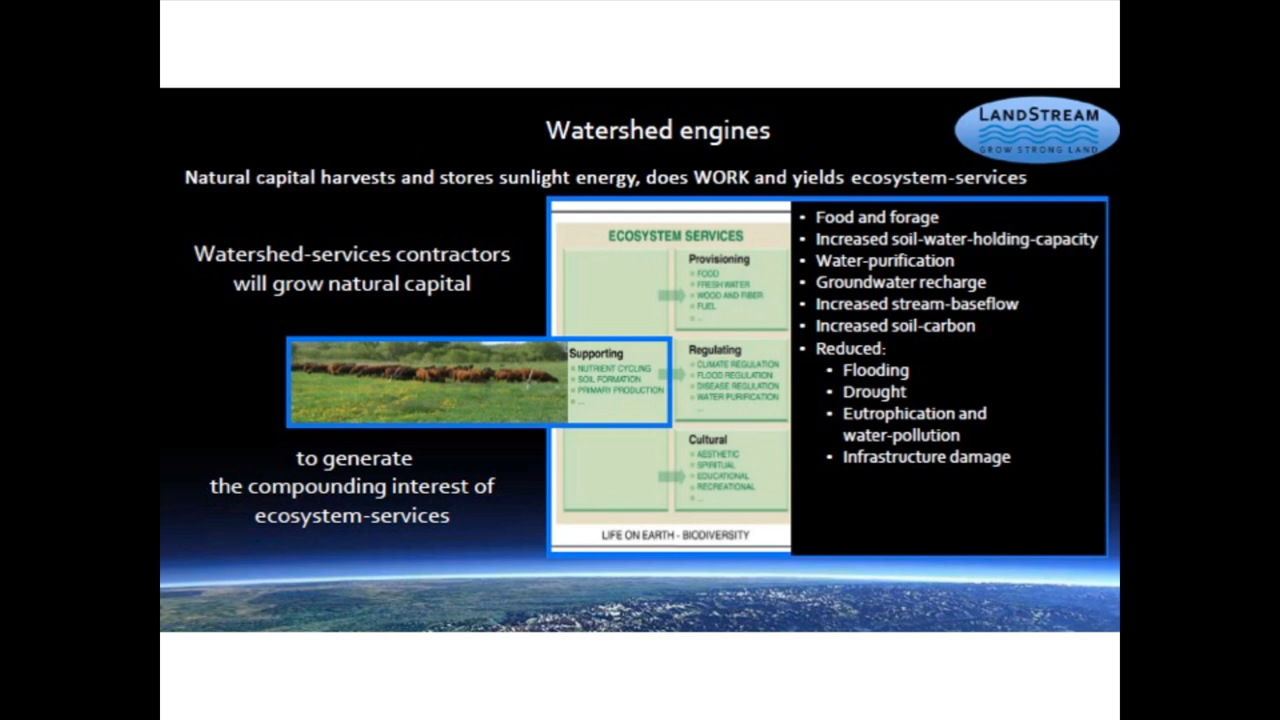 Watershed engines
LANDSTREAM
GROW STRONG LAND
Natural capital harvests and stores sunlight energy, does WORK and yields ecosystem-services
Watershed-services contractors
will grow natural capital
to generate
the compounding interest of
ecosystem-services
ECOSYSTEM SERVICES
Supporting
NUTRIENT CYCLING
SOIL FORMATION
PRIMARY PRODUCTION
...
Provisioning
FOOD
FRESH WATER
WOOD AND FIBER
FUEL
...
Regulating
CLIMATE REGULATION
FLOOD REGULATION
DISEASE REGULATION
WATER PURIFICATION
...
Cultural
AESTHETIC
SPIRITUAL
EDUCATIONAL
RECREATIONAL
...
LIFE ON EARTH - BIODIVERSITY
• Food and forage
• Increased soil-water-holding-capacity
• Water-purification
• Groundwater recharge
• Increased stream-baseflow
• Increased soil-carbon
• Reduced:
• Flooding
• Drought
• Eutrophication and
water-pollution
• Infrastructure damage